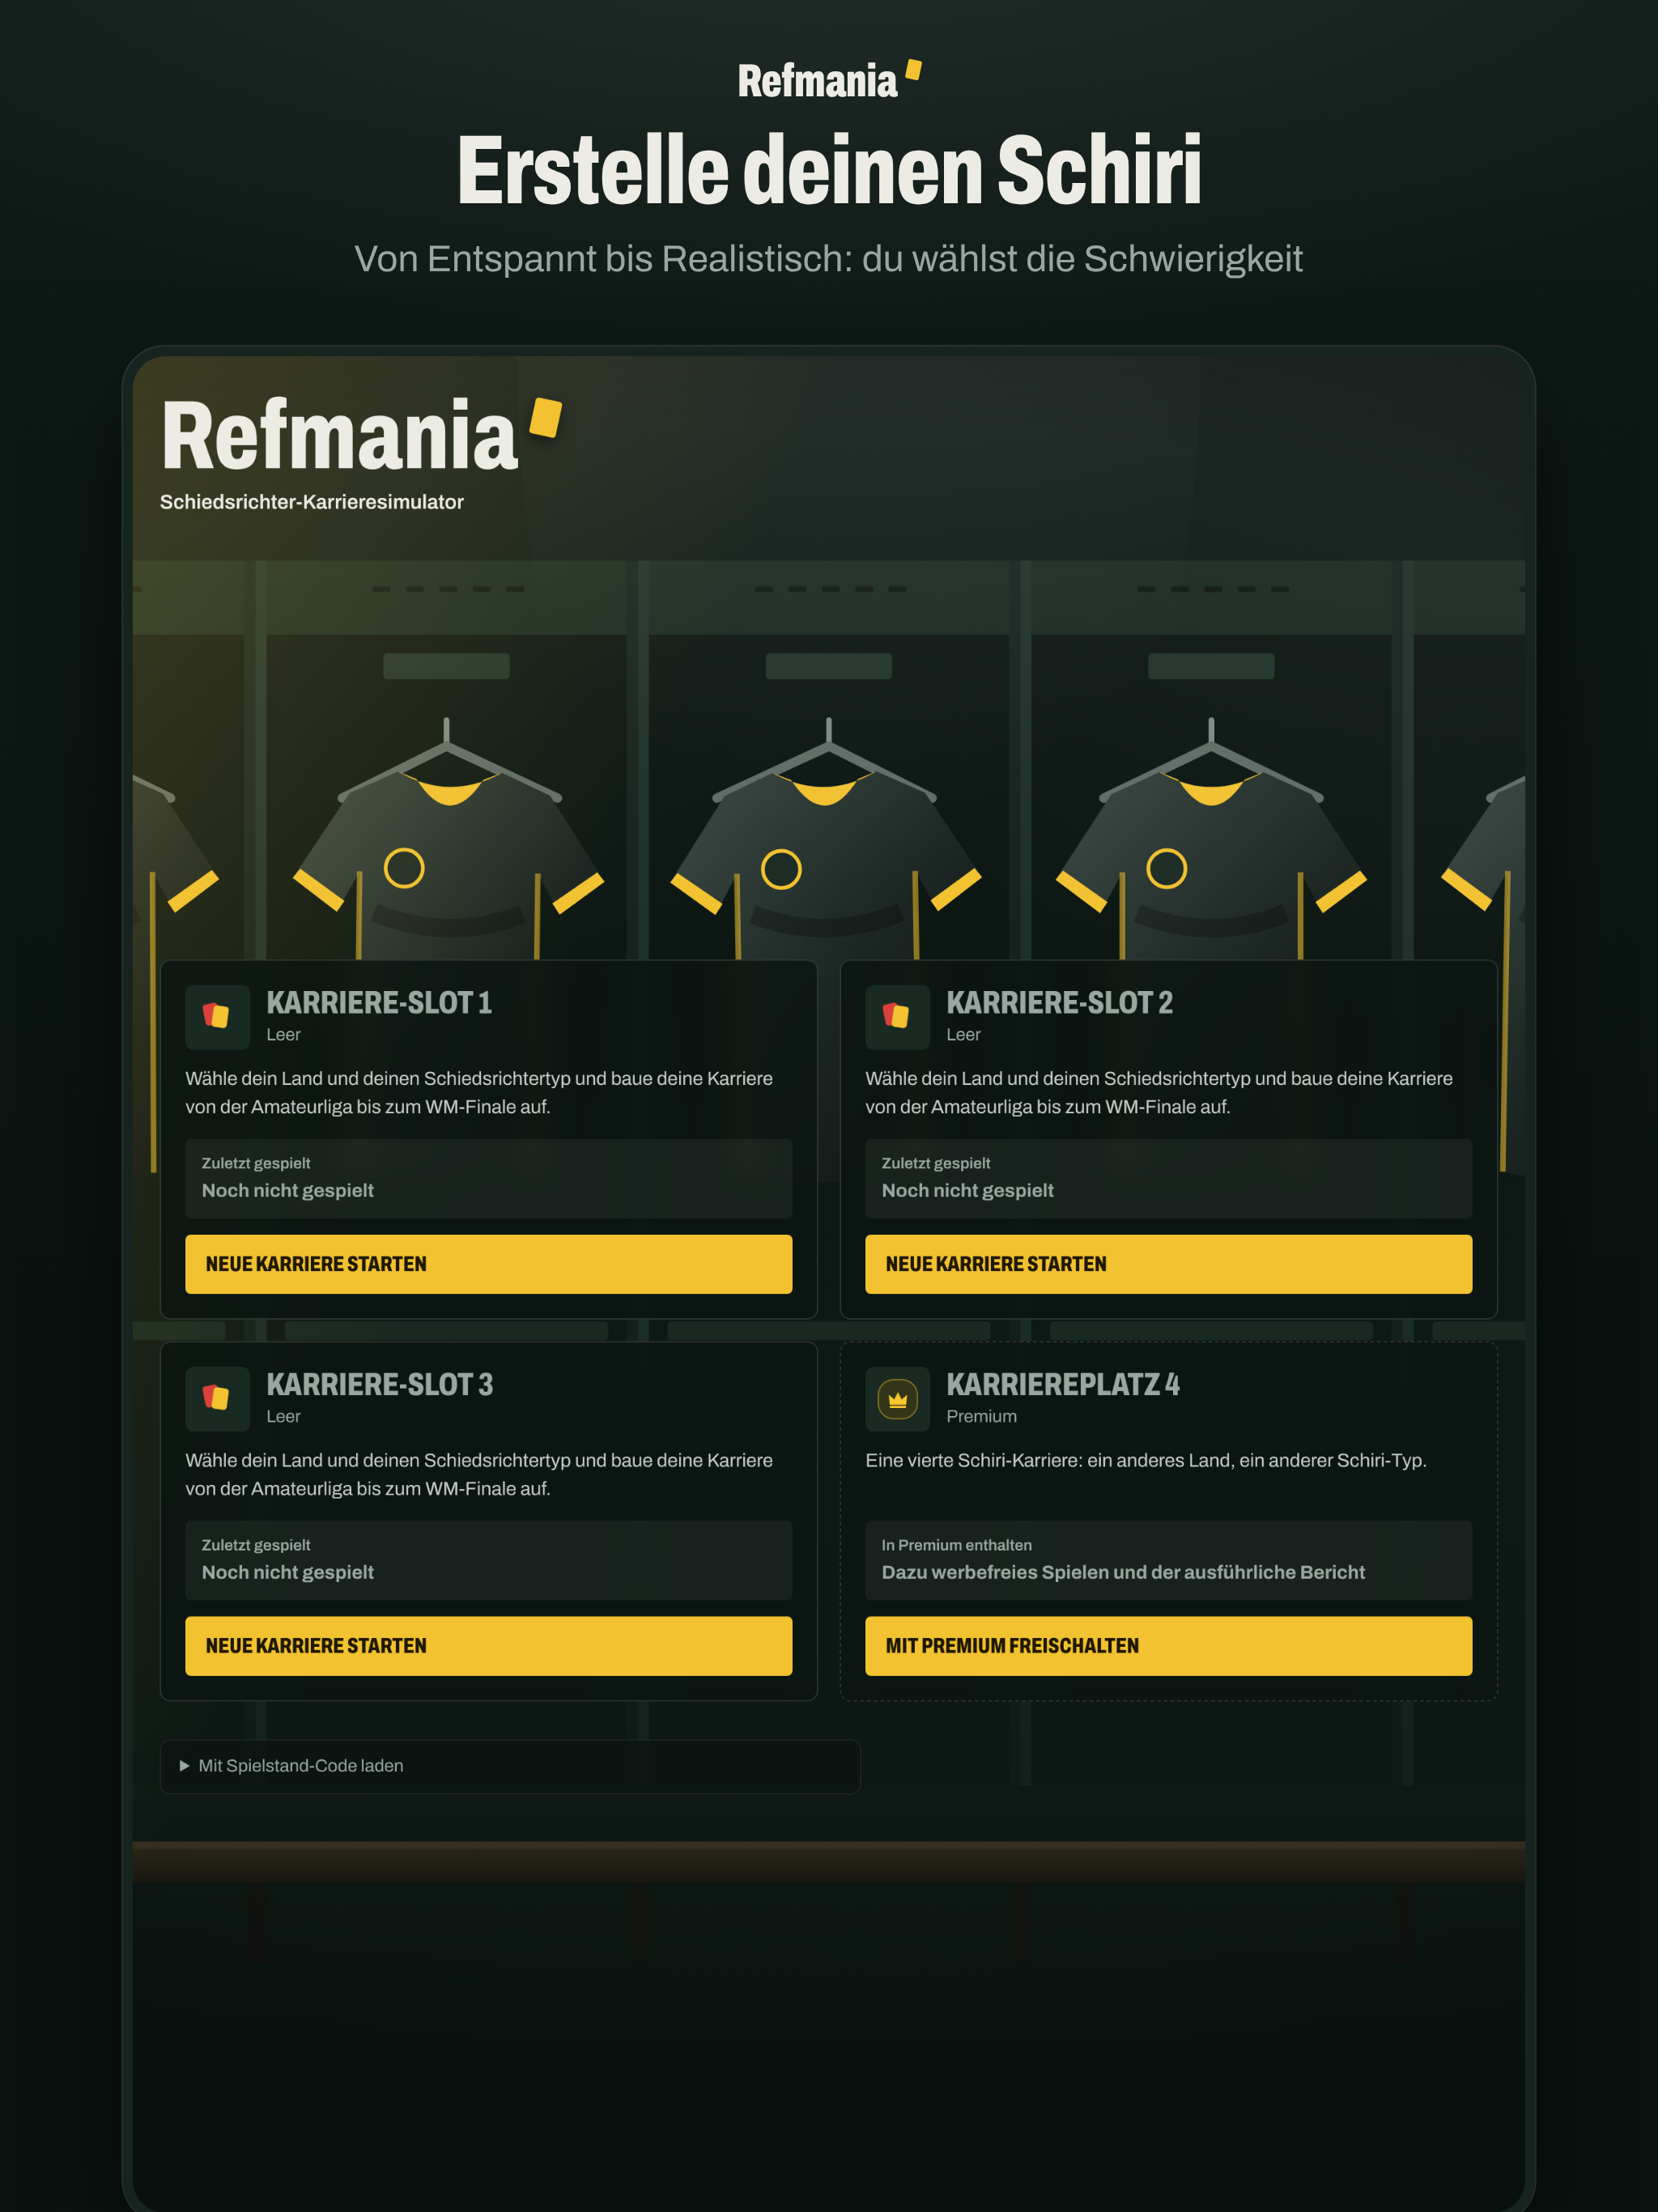 Refmania
Erstelle deinen Schiri
Von Entspannt bis Realistisch: du wählst die Schwierigkeit
Refmania
Schiedsrichter-Karrieresimulator
KARRIERE-SLOT 1
Leer
Wähle dein Land und deinen Schiedsrichtertyp und baue deine Karriere
von der Amateurliga bis zum WM-Finale auf.
Zuletzt gespielt
Noch nicht gespielt
NEUE KARRIERE STARTEN
KARRIERE-SLOT 2
Leer
Wähle dein Land und deinen Schiedsrichtertyp und baue deine Karriere
von der Amateurliga bis zum WM-Finale auf.
Zuletzt gespielt
Noch nicht gespielt
NEUE KARRIERE STARTEN
KARRIERE-SLOT 3
Leer
Wähle dein Land und deinen Schiedsrichtertyp und baue deine Karriere
von der Amateurliga bis zum WM-Finale auf.
Zuletzt gespielt
Noch nicht gespielt
NEUE KARRIERE STARTEN
KARRIEREPLATZ 4
Premium
Eine vierte Schiri-Karriere: ein anderes Land, ein anderer Schiri-Typ.
In Premium enthalten
Dazu werbefreies Spielen und der ausführliche Bericht
MIT PREMIUM FREISCHALTEN
Mit Spielstand-Code laden